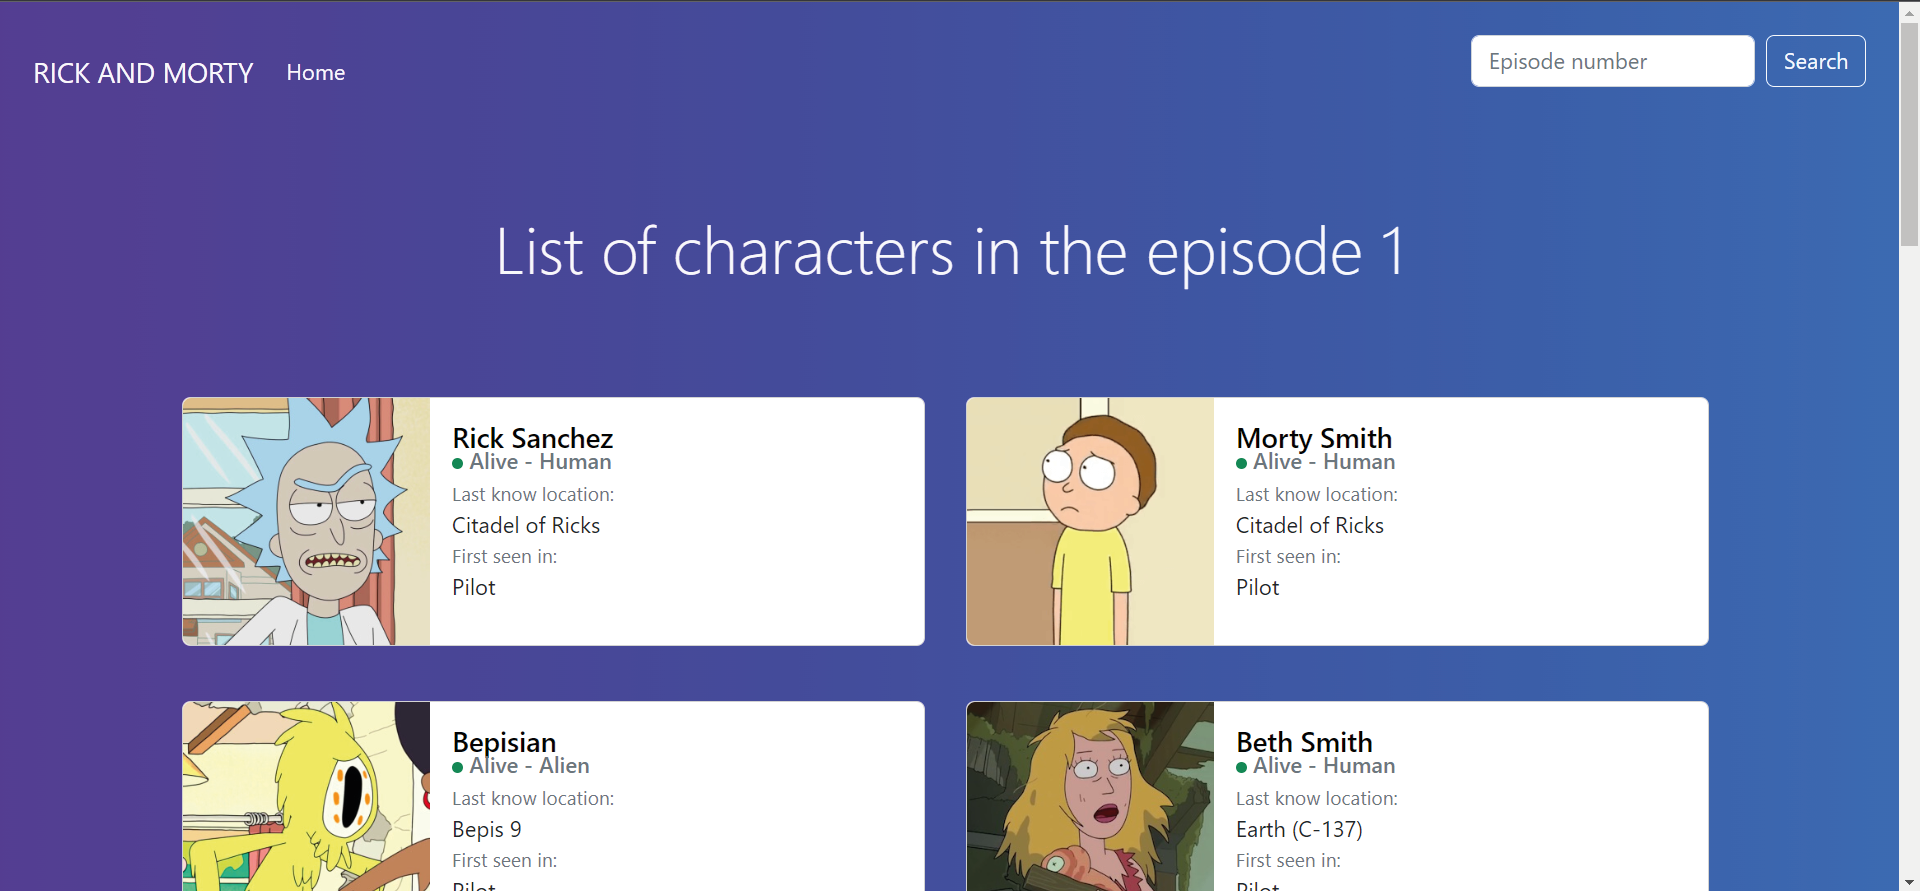 RICK AND MORTY Home Episode number Search
List of characters in the episode 1
Rick Sanchez
Alive - Human
Last know location:
Citadel of Ricks
First seen in:
Pilot
Morty Smith
Alive - Human
Last know location:
Citadel of Ricks
First seen in:
Pilot
Bepisian
Alive - Alien
Last know location:
Bepis 9
First seen in:
Pilot
Beth Smith
Alive - Human
Last know location:
Earth (C-137)
First seen in:
Pilot